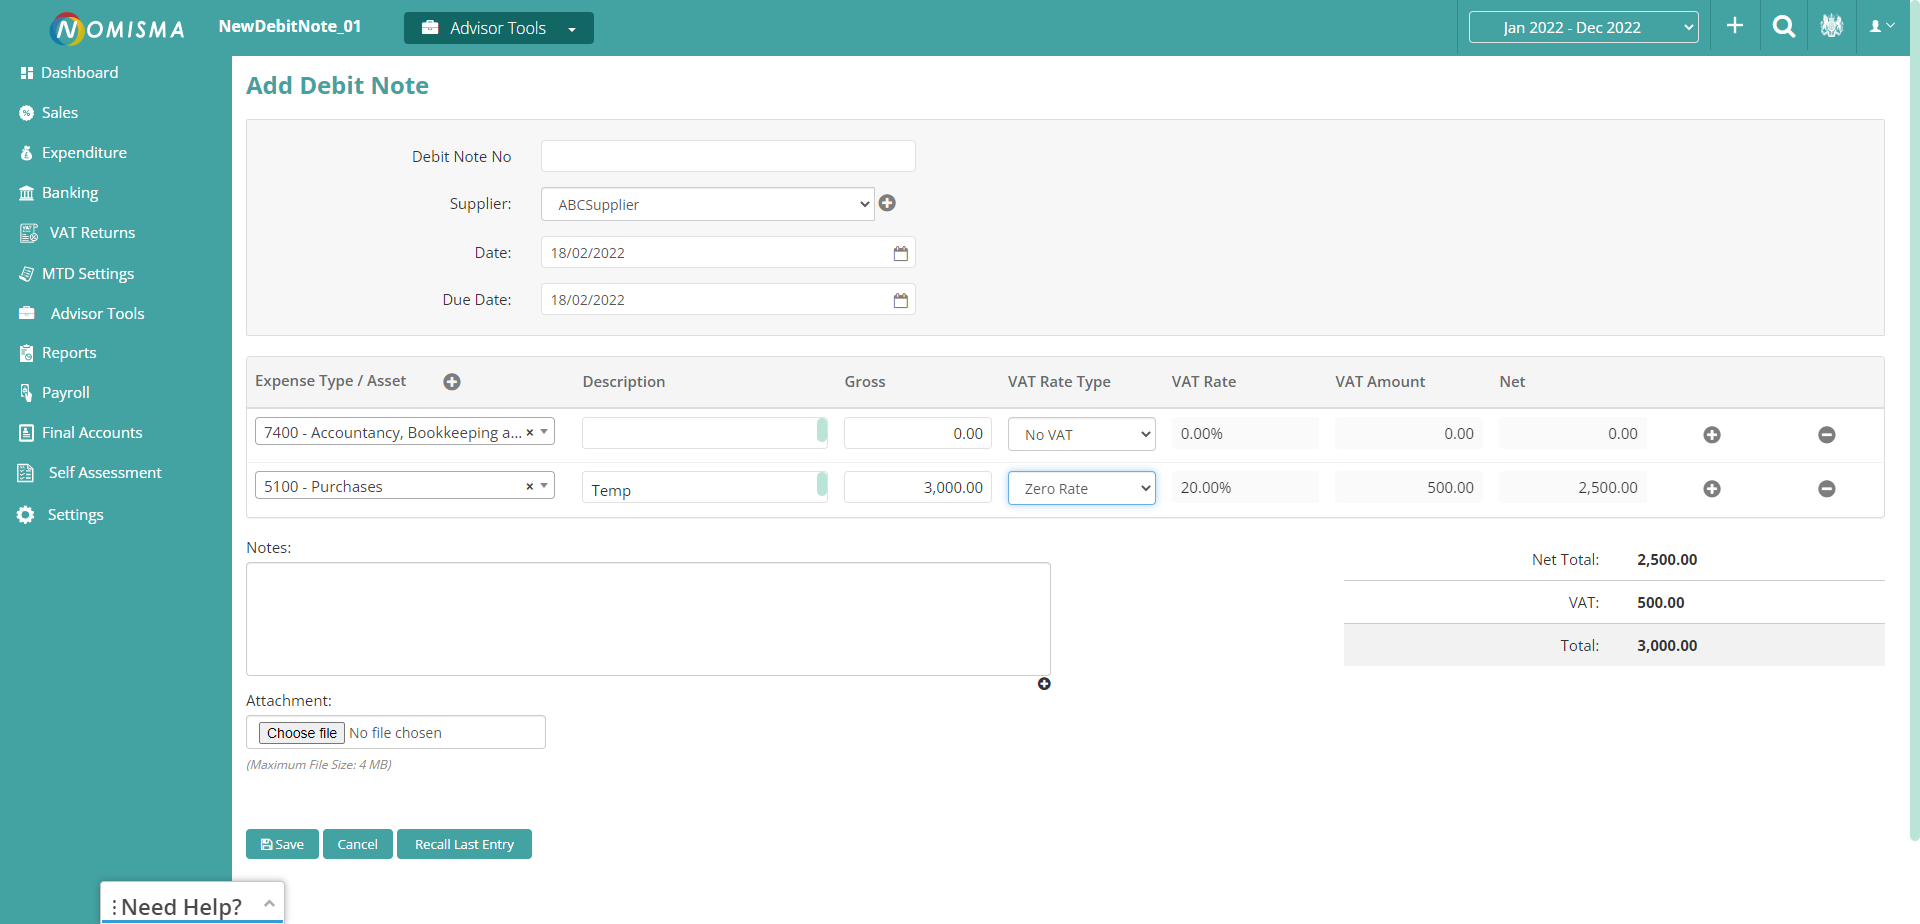 NOMISMA
NewDebitNote_01
Advisor Tools
Jan 2022 - Dec 2022
Dashboard
Sales
Expenditure
Banking
VAT Returns
MTD Settings
Advisor Tools
Reports
Payroll
Final Accounts
Self Assessment
Settings
Add Debit Note
Debit Note No
Supplier: ABCSupplier
Date: 18/02/2022
Due Date: 18/02/2022
Expense Type / Asset Description Gross VAT Rate Type VAT Rate VAT Amount Net
7400 - Accountancy, Bookkeeping a... × 0.00 No VAT 0.00% 0.00 0.00
5100 - Purchases × Temp 3,000.00 Zero Rate 20.00% 500.00 2,500.00
Notes:
Net Total: 2,500.00
VAT: 500.00
Total: 3,000.00
Attachment:
Choose file No file chosen
(Maximum File Size: 4 MB)
Save Cancel Recall Last Entry
Need Help?